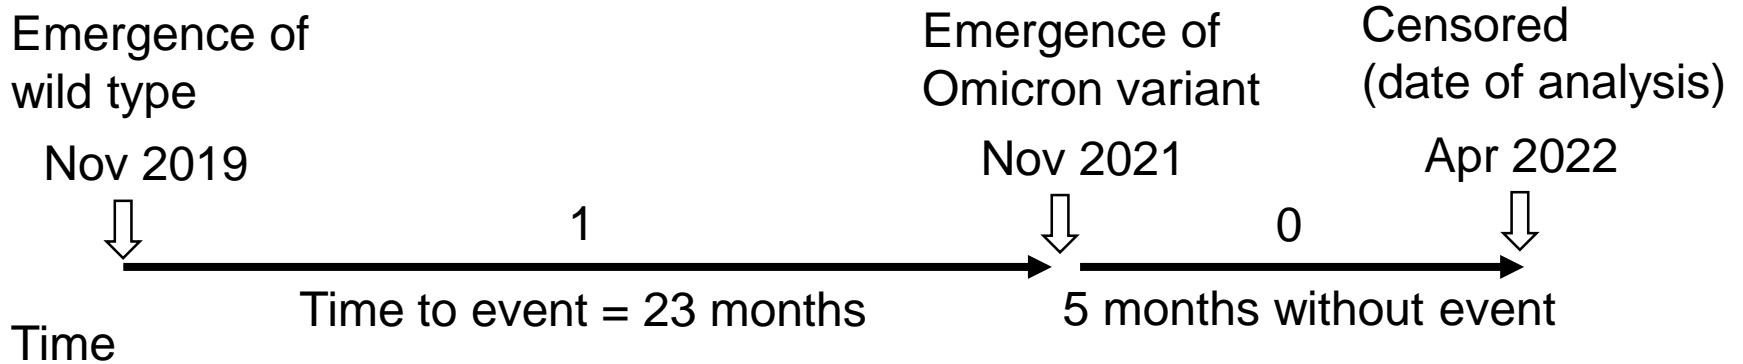 Emergence of
wild type
Nov 2019
Emergence of
Omicron variant
Nov 2021
Censored
(date of analysis)
Apr 2022
1
0
Time to event = 23 months
5 months without event
Time